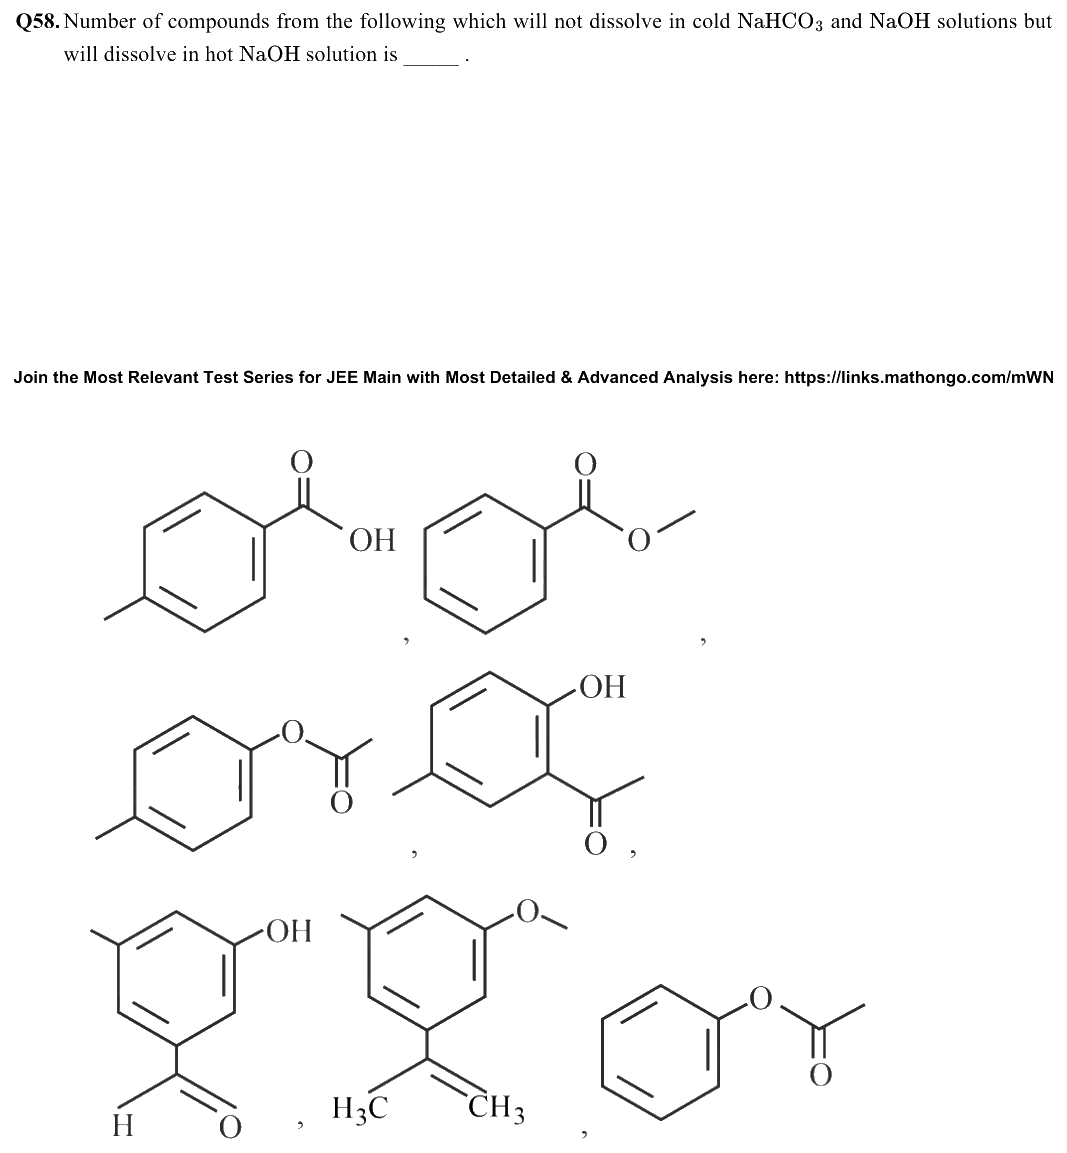 Q58. Number of compounds from the following which will not dissolve in cold NaHCO₃ and NaOH solutions but
will dissolve in hot NaOH solution is _____ .
Join the Most Relevant Test Series for JEE Main with Most Detailed & Advanced Analysis here: https://links.mathongo.com/mWN
O O
OH O
, ,
OH
O
O
, O ,
O
OH
O
O
H₃C CH₃
H O , ,